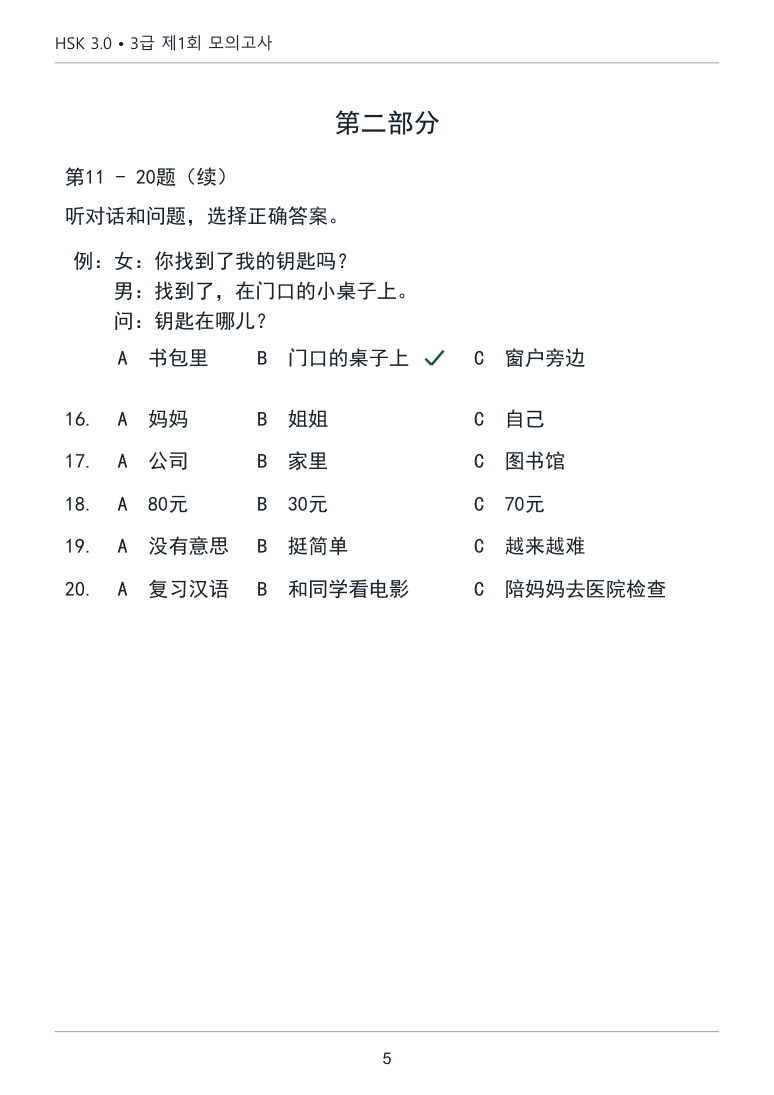 HSK 3.0 • 3급 제1회 모의고사
第二部分
第11 - 20题（续）
听对话和问题，选择正确答案。
例：女：你找到了我的钥匙吗？
男：找到了，在门口的小桌子上。
问：钥匙在哪儿？
A 书包里 B 门口的桌子上 ✓ C 窗户旁边
16. A 妈妈 B 姐姐 C 自己
17. A 公司 B 家里 C 图书馆
18. A 80元 B 30元 C 70元
19. A 没有意思 B 挺简单 C 越来越难
20. A 复习汉语 B 和同学看电影 C 陪妈妈去医院检查
5